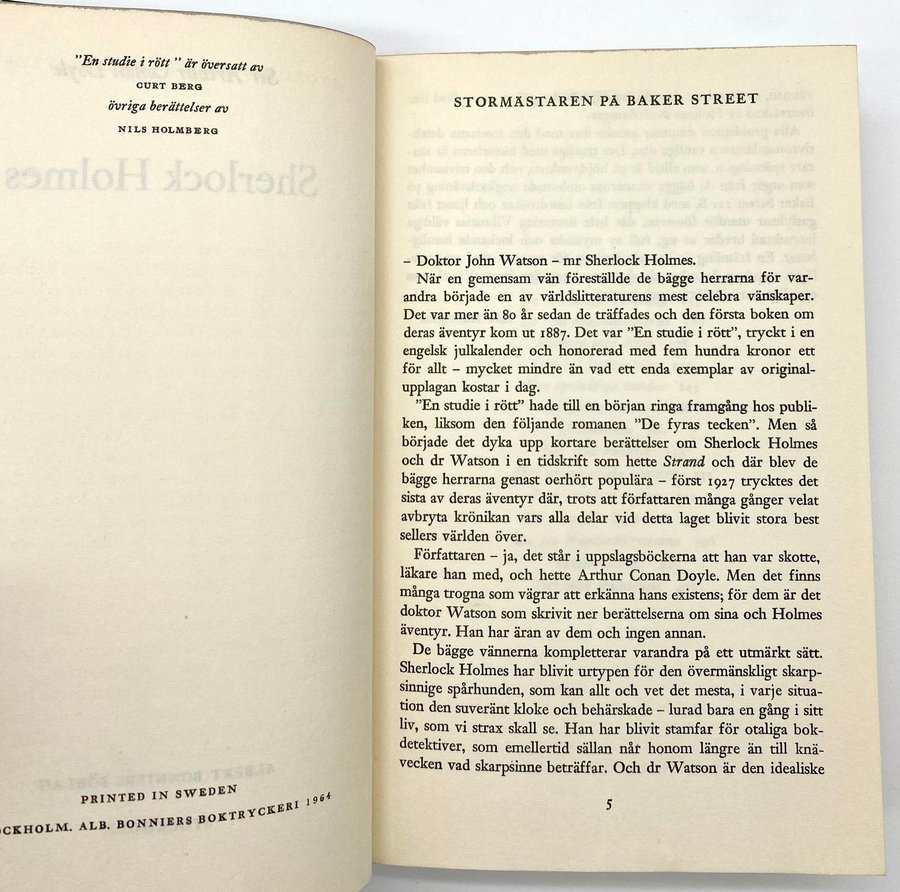 "En studie i rött" är översatt av
CURT BERG
övriga berättelser av
NILS HOLMBERG
Sherlock Holmes
PRINTED IN SWEDEN
OCKHOLM. ALB. BONNIERS BOKTRYCKERI 1964
STORMÄSTAREN PÅ BAKER STREET
– Doktor John Watson – mr Sherlock Holmes.
När en gemensam vän föreställde de bägge herrarna för var-
andra började en av världslitteraturens mest celebra vänskaper.
Det var mer än 80 år sedan de träffades och den första boken om
deras äventyr kom ut 1887. Det var "En studie i rött", tryckt i en
engelsk julkalender och honorerad med fem hundra kronor ett
för allt – mycket mindre än vad ett enda exemplar av original-
upplagan kostar i dag.
"En studie i rött" hade till en början ringa framgång hos publi-
ken, liksom den följande romanen "De fyras tecken". Men så
började det dyka upp kortare berättelser om Sherlock Holmes
och dr Watson i en tidskrift som hette Strand och där blev de
bägge herrarna genast oerhört populära – först 1927 trycktes det
sista av deras äventyr där, trots att författaren många gånger velat
avbryta krönikan vars alla delar vid detta laget blivit stora best
sellers världen över.
Författaren – ja, det står i uppslagsböckerna att han var skotte,
läkare han med, och hette Arthur Conan Doyle. Men det finns
många trogna som vägrar att erkänna hans existens; för dem är det
doktor Watson som skrivit ner berättelserna om sina och Holmes
äventyr. Han har äran av dem och ingen annan.
De bägge vännerna kompletterar varandra på ett utmärkt sätt.
Sherlock Holmes har blivit urtypen för den övermänskligt skarp-
sinnige spårhunden, som kan allt och vet det mesta, i varje situa-
tion den suveränt kloke och behärskade – lurad bara en gång i sitt
liv, som vi strax skall se. Han har blivit stamfar för otaliga bok-
detektiver, som emellertid sällan når honom längre än till knä-
vecken vad skarpsinne beträffar. Och dr Watson är den idealiske
5